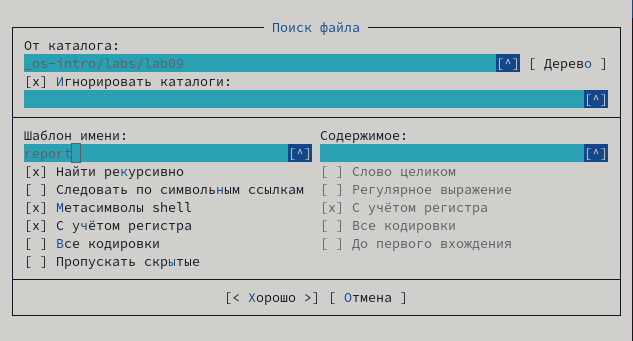 Поиск файла
От каталога:
_os-intro/labs/lab09 [^] [ Дерево ]
[x] Игнорировать каталоги:
[^]
Шаблон имени: Содержимое:
report [^] [^]
[x] Найти рекурсивно [ ] Слово целиком
[ ] Следовать по символьным ссылкам [ ] Регулярное выражение
[x] Метасимволы shell [x] С учётом регистра
[x] С учётом регистра [ ] Все кодировки
[ ] Все кодировки [ ] До первого вхождения
[ ] Пропускать скрытые
[< Хорошо >] [ Отмена ]